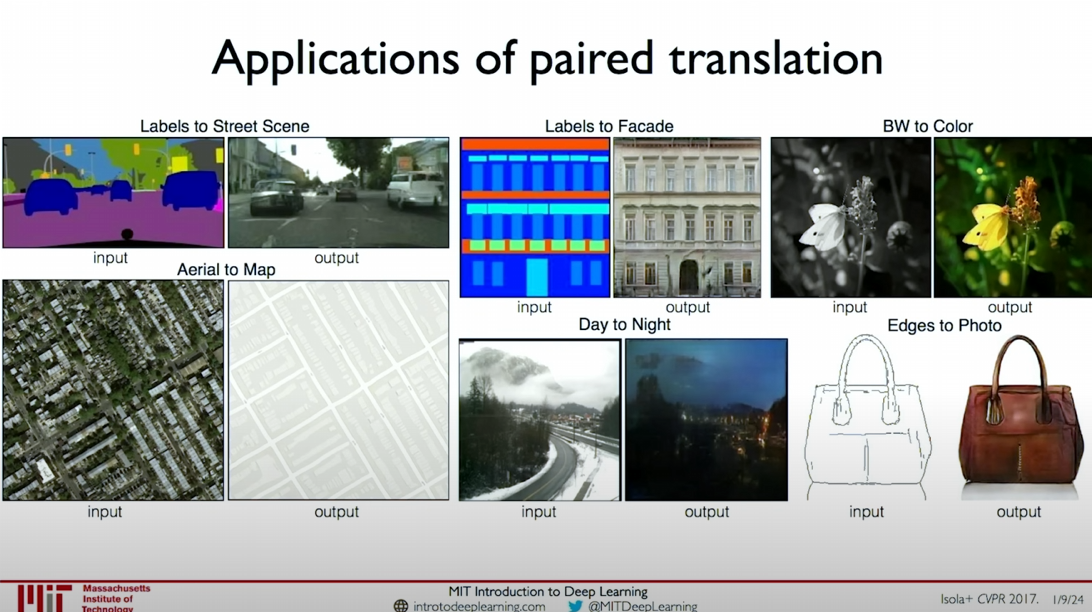 Applications of paired translation
Labels to Street Scene
input
output
Aerial to Map
input
output
Labels to Facade
input
output
Day to Night
input
output
BW to Color
input
output
Edges to Photo
input
output
MIT
Massachusetts
Institute of
Technology
MIT Introduction to Deep Learning
introtodeeplearning.com @MITDeepLearning
Isola+ CVPR 2017. 1/9/24